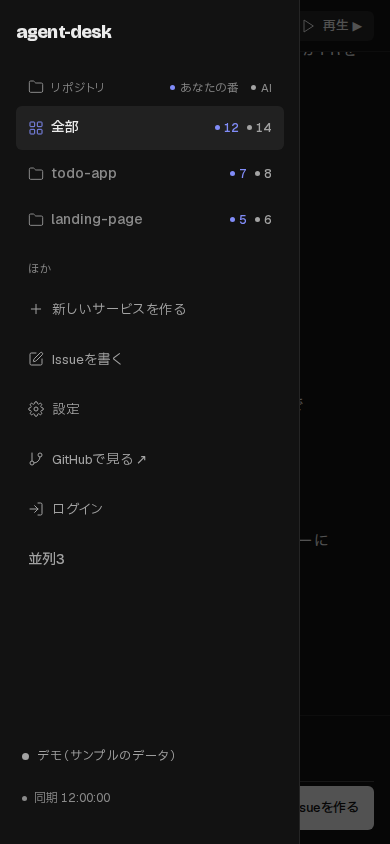 agent-desk
再生 ▶
リポジトリ あなたの番 AI
全部 12 14
todo-app 7 8
landing-page 5 6
ほか
新しいサービスを作る
Issueを書く
設定
GitHubで見る ↗
ログイン
ーに
並列3
デモ(サンプルのデータ)
同期 12:00:00
sueを作る